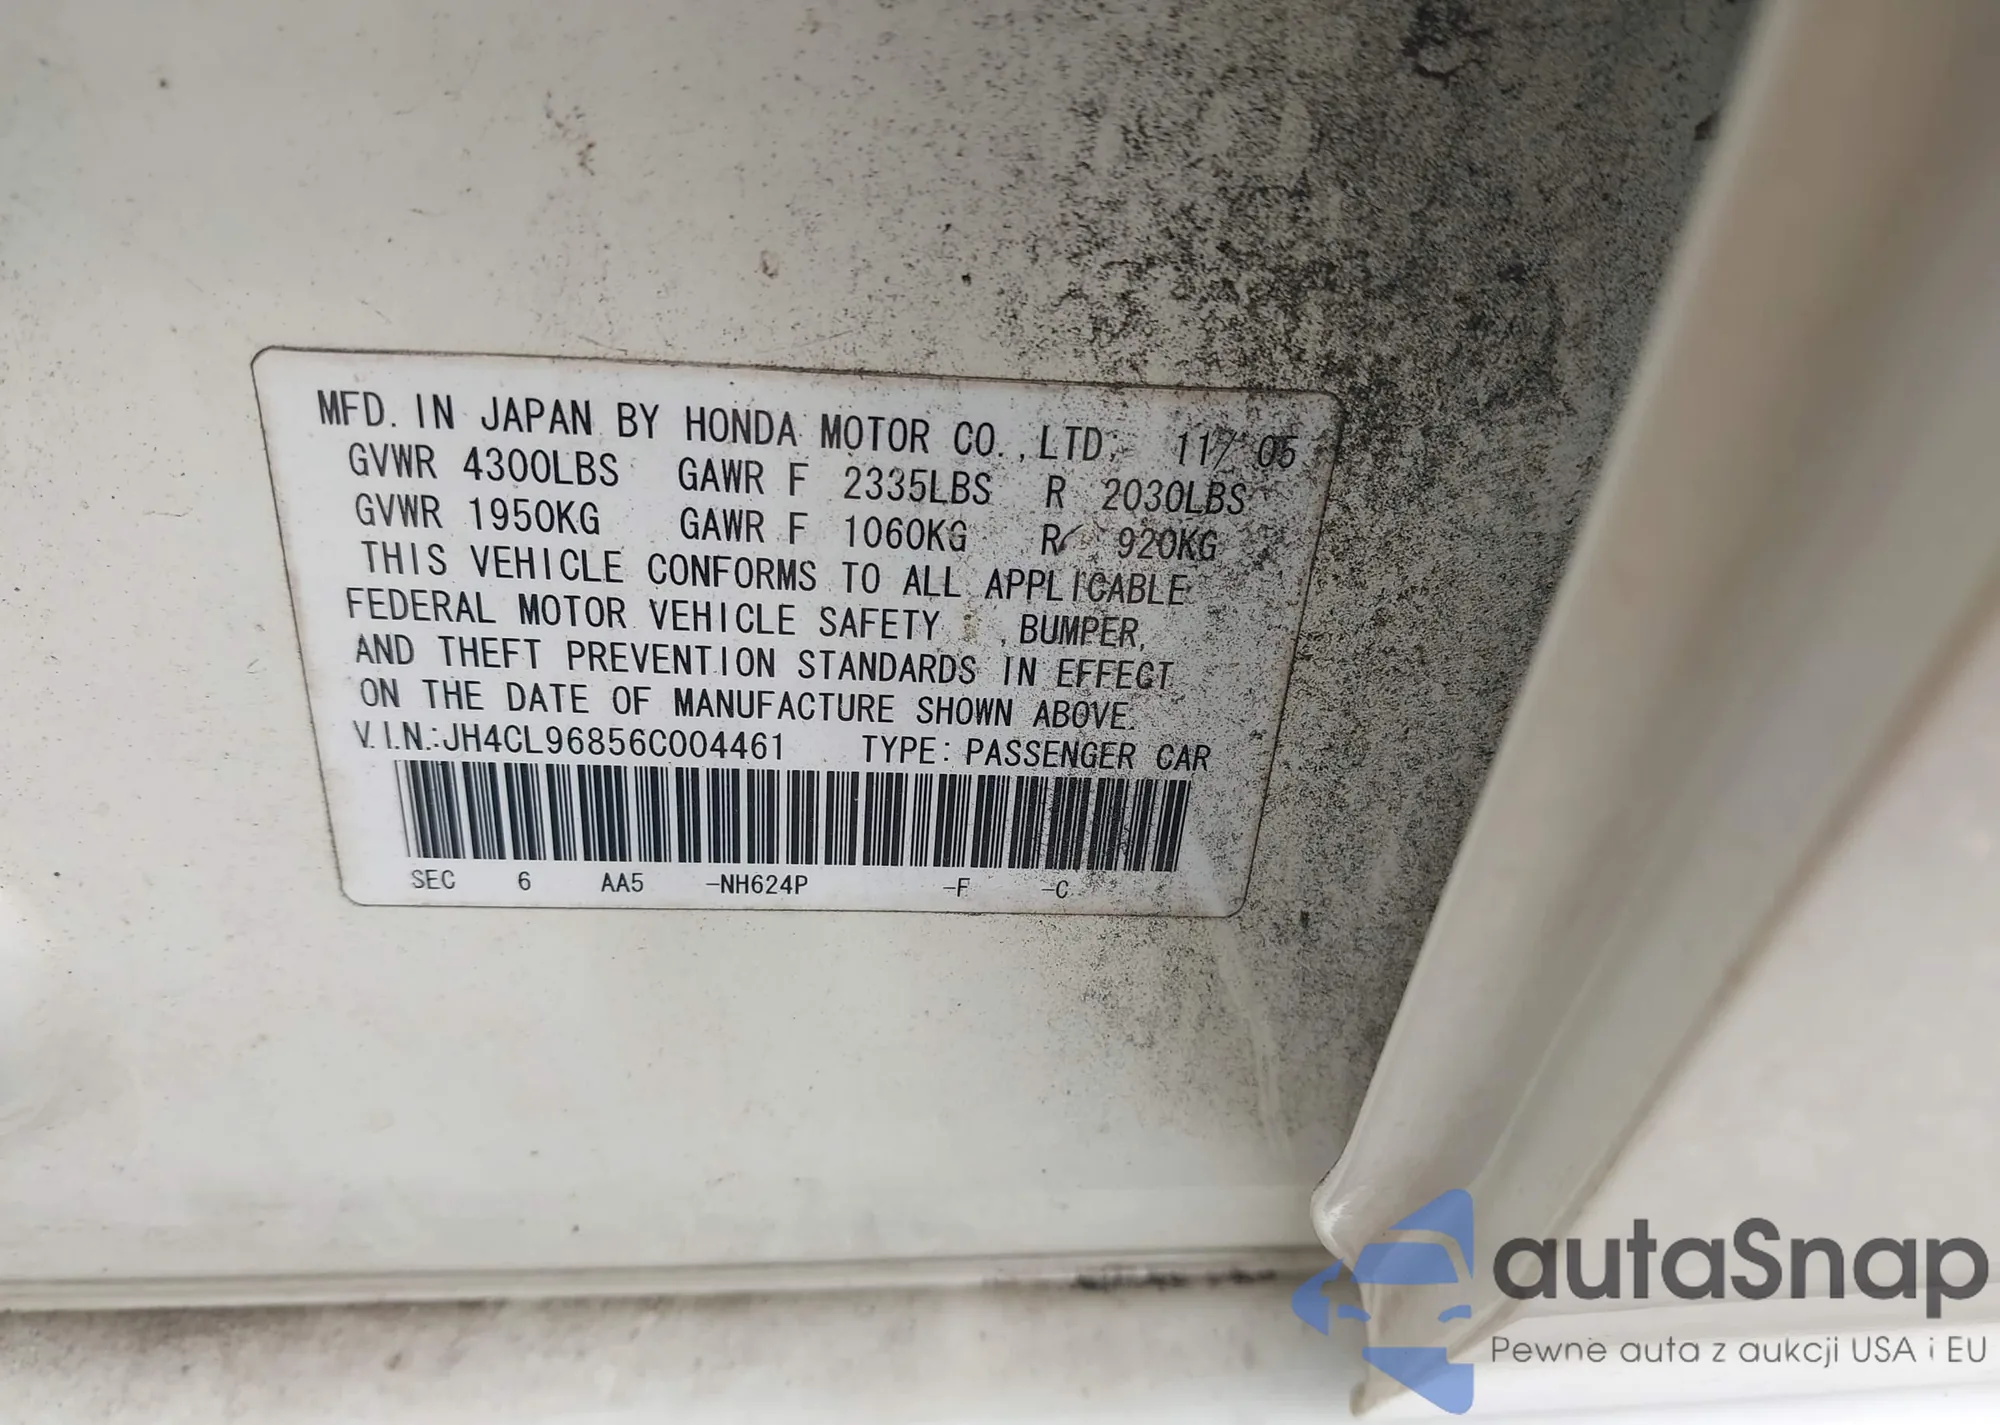 MFD. IN JAPAN BY HONDA MOTOR CO.,LTD. 11/ 05
GVWR 4300LBS GAWR F 2335LBS R 2030LBS
GVWR 1950KG GAWR F 1060KG R 920KG
THIS VEHICLE CONFORMS TO ALL APPLICABLE
FEDERAL MOTOR VEHICLE SAFETY , BUMPER,
AND THEFT PREVENTION STANDARDS IN EFFECT
ON THE DATE OF MANUFACTURE SHOWN ABOVE.
V.I.N.:JH4CL96856C004461 TYPE:PASSENGER CAR
SEC 6 AA5 -NH624P -F -C
autaSnap
Pewne auta z aukcji USA i EU